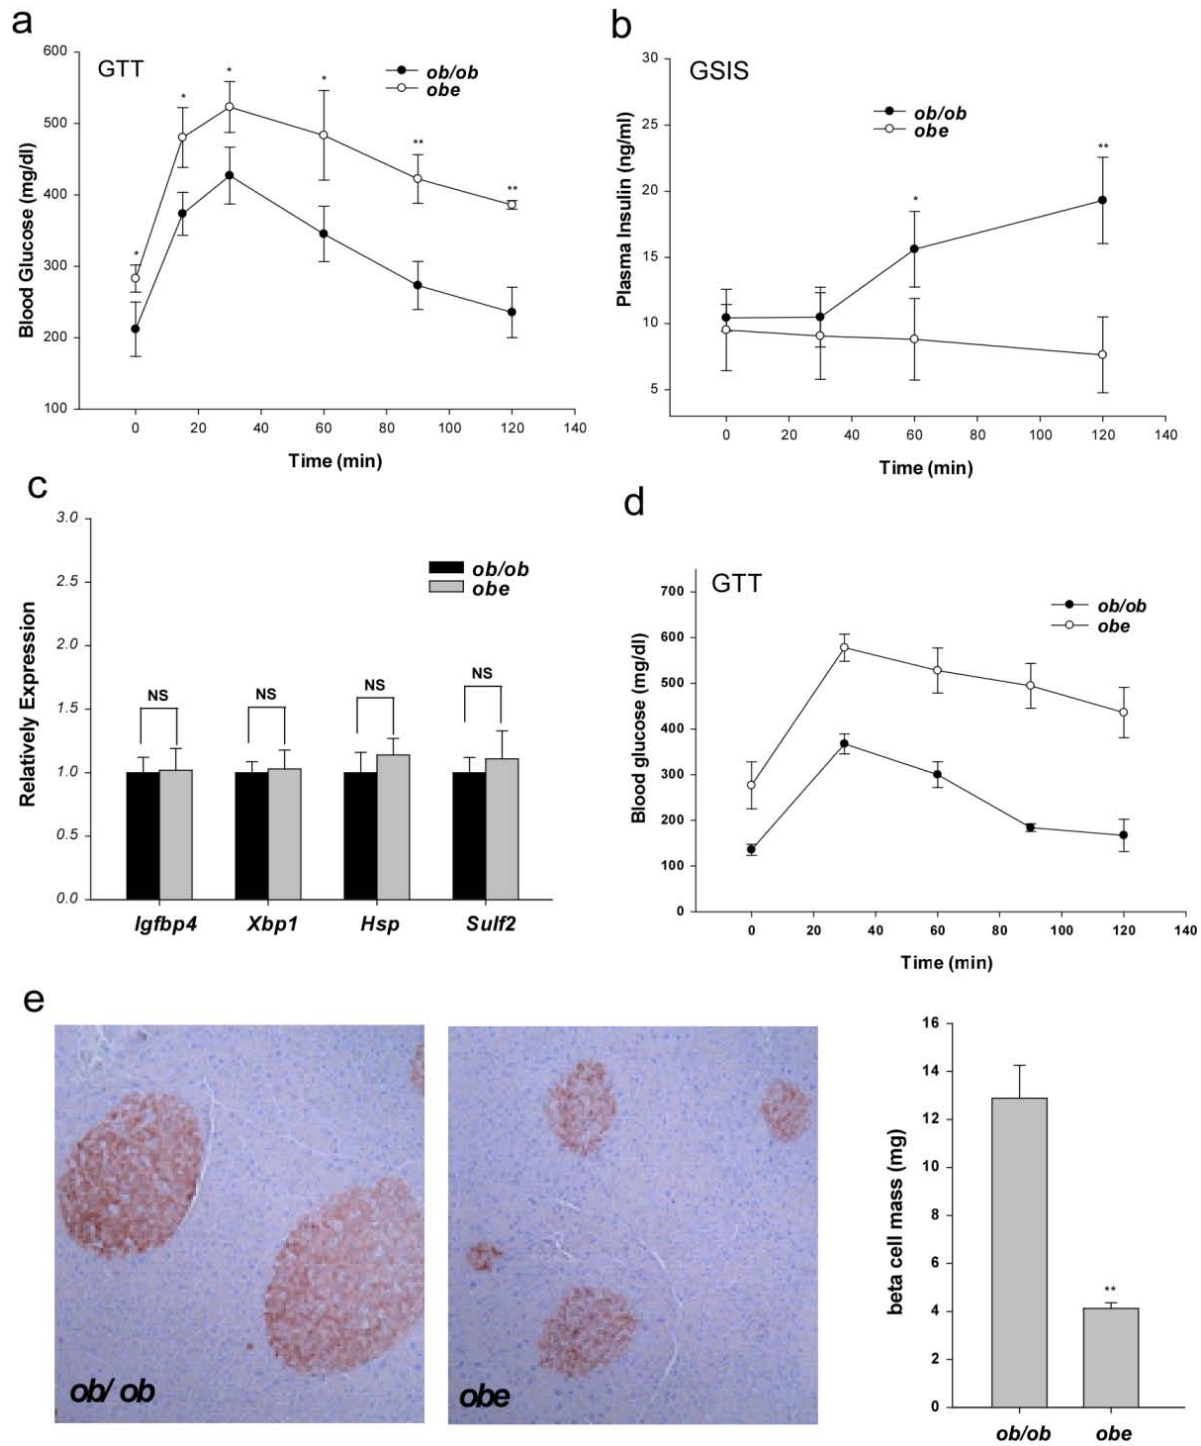 a
GTT
ob/ob
obe
600
500
400
300
200
100
Blood Glucose (mg/dl)
*
*
*
*
**
**
0 20 40 60 80 100 120 140
Time (min)
b
GSIS
ob/ob
obe
30
25
20
15
10
5
Plasma Insulin (ng/ml)
*
**
0 20 40 60 80 100 120 140
Time (min)
c
ob/ob
obe
3.0
2.5
2.0
1.5
1.0
0.5
0.0
Relatively Expression
NS NS NS NS
Igfbp4 Xbp1 Hsp Sulf2
d
GTT
ob/ob
obe
700
600
500
400
300
200
100
0
Blood glucose (mg/dl)
0 20 40 60 80 100 120 140
Time (min)
e
ob/ ob
obe
16
14
12
10
8
6
4
2
0
beta cell mass (mg)
**
ob/ob obe